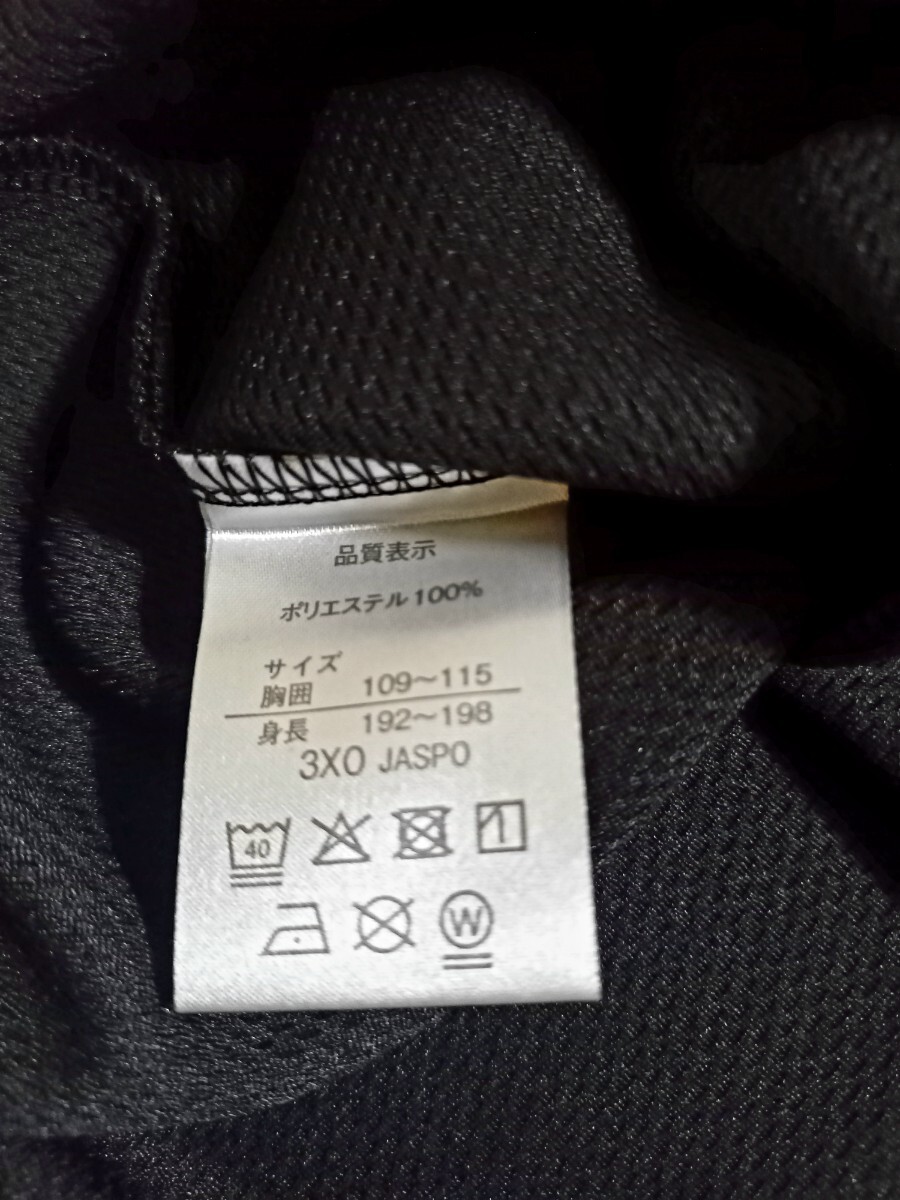 品質表示
ポリエステル100%
サイズ
胸囲 109～115
身長 192～198
3XO JASPO
40
W